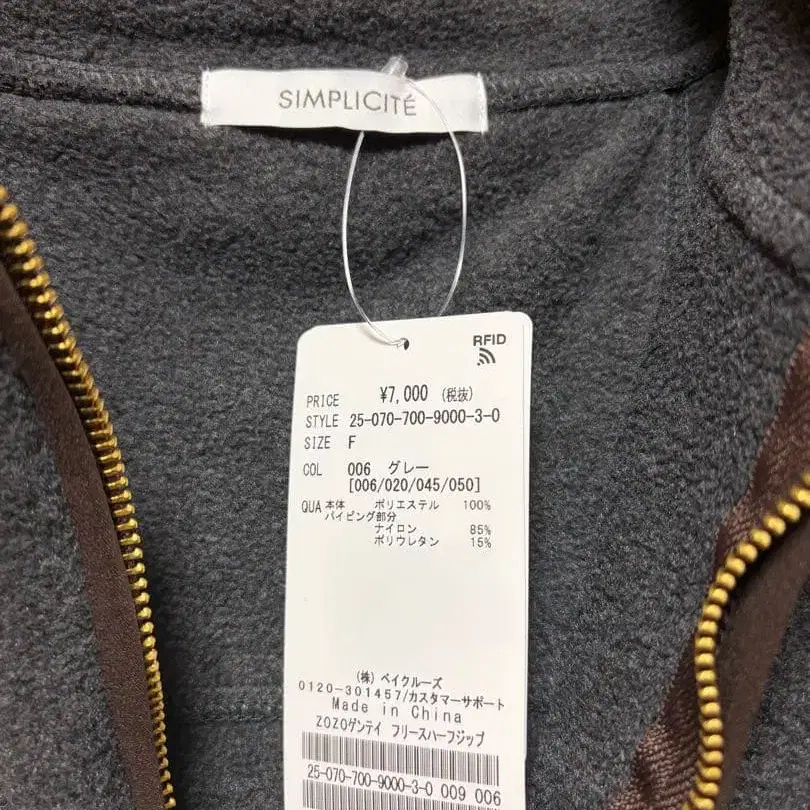 SIMPLICITÉ
RFID
PRICE ¥7,000 (税抜)
STYLE 25-070-700-9000-3-0
SIZE F
COL 006 グレー
[006/020/045/050]
QUA 本体 ポリエステル 100%
パイピング部分
ナイロン 85%
ポリウレタン 15%
(株) ベイクルーズ
0120-301457/カスタマーサポート
Made in China
ZOZOゲンテイ フリースハーフジップ
25-070-700-9000-3-0 009 006